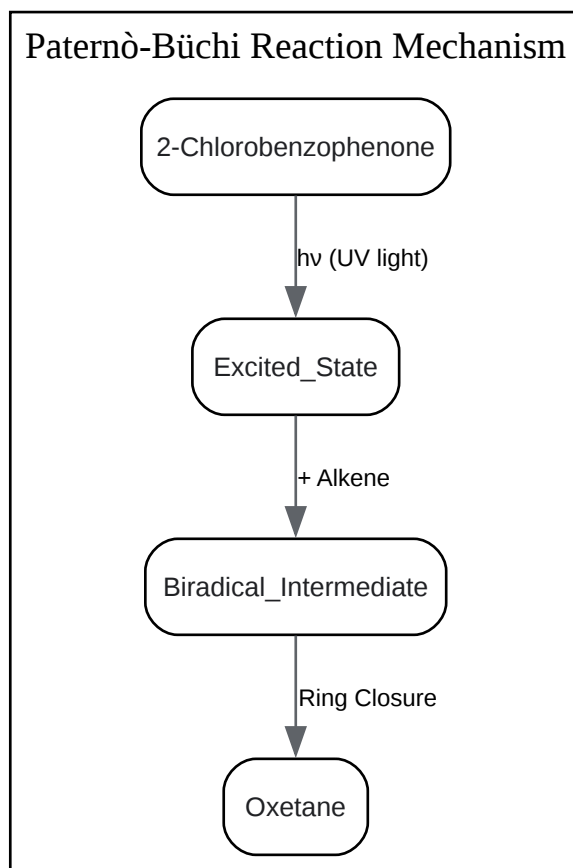 Paternò-Büchi Reaction Mechanism
2-Chlorobenzophenone
hν (UV light)
Excited_State
+ Alkene
Biradical_Intermediate
Ring Closure
Oxetane